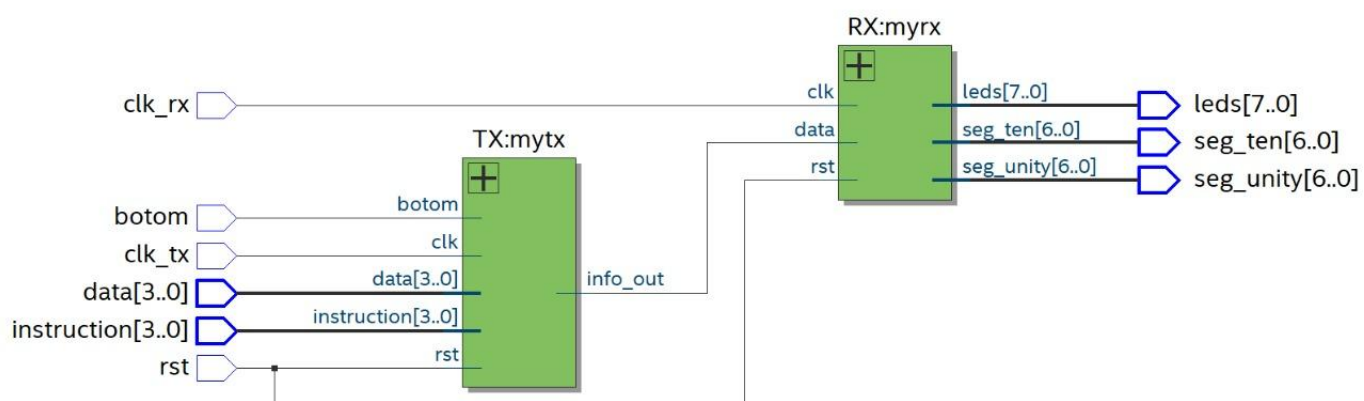 RX:myrx
clk_rx
clk
leds[7..0]
leds[7..0]
data
seg_ten[6..0]
seg_ten[6..0]
rst
seg_unity[6..0]
seg_unity[6..0]
TX:mytx
botom
botom
clk_tx
clk
data[3..0]
data[3..0]
info_out
instruction[3..0]
instruction[3..0]
rst
rst